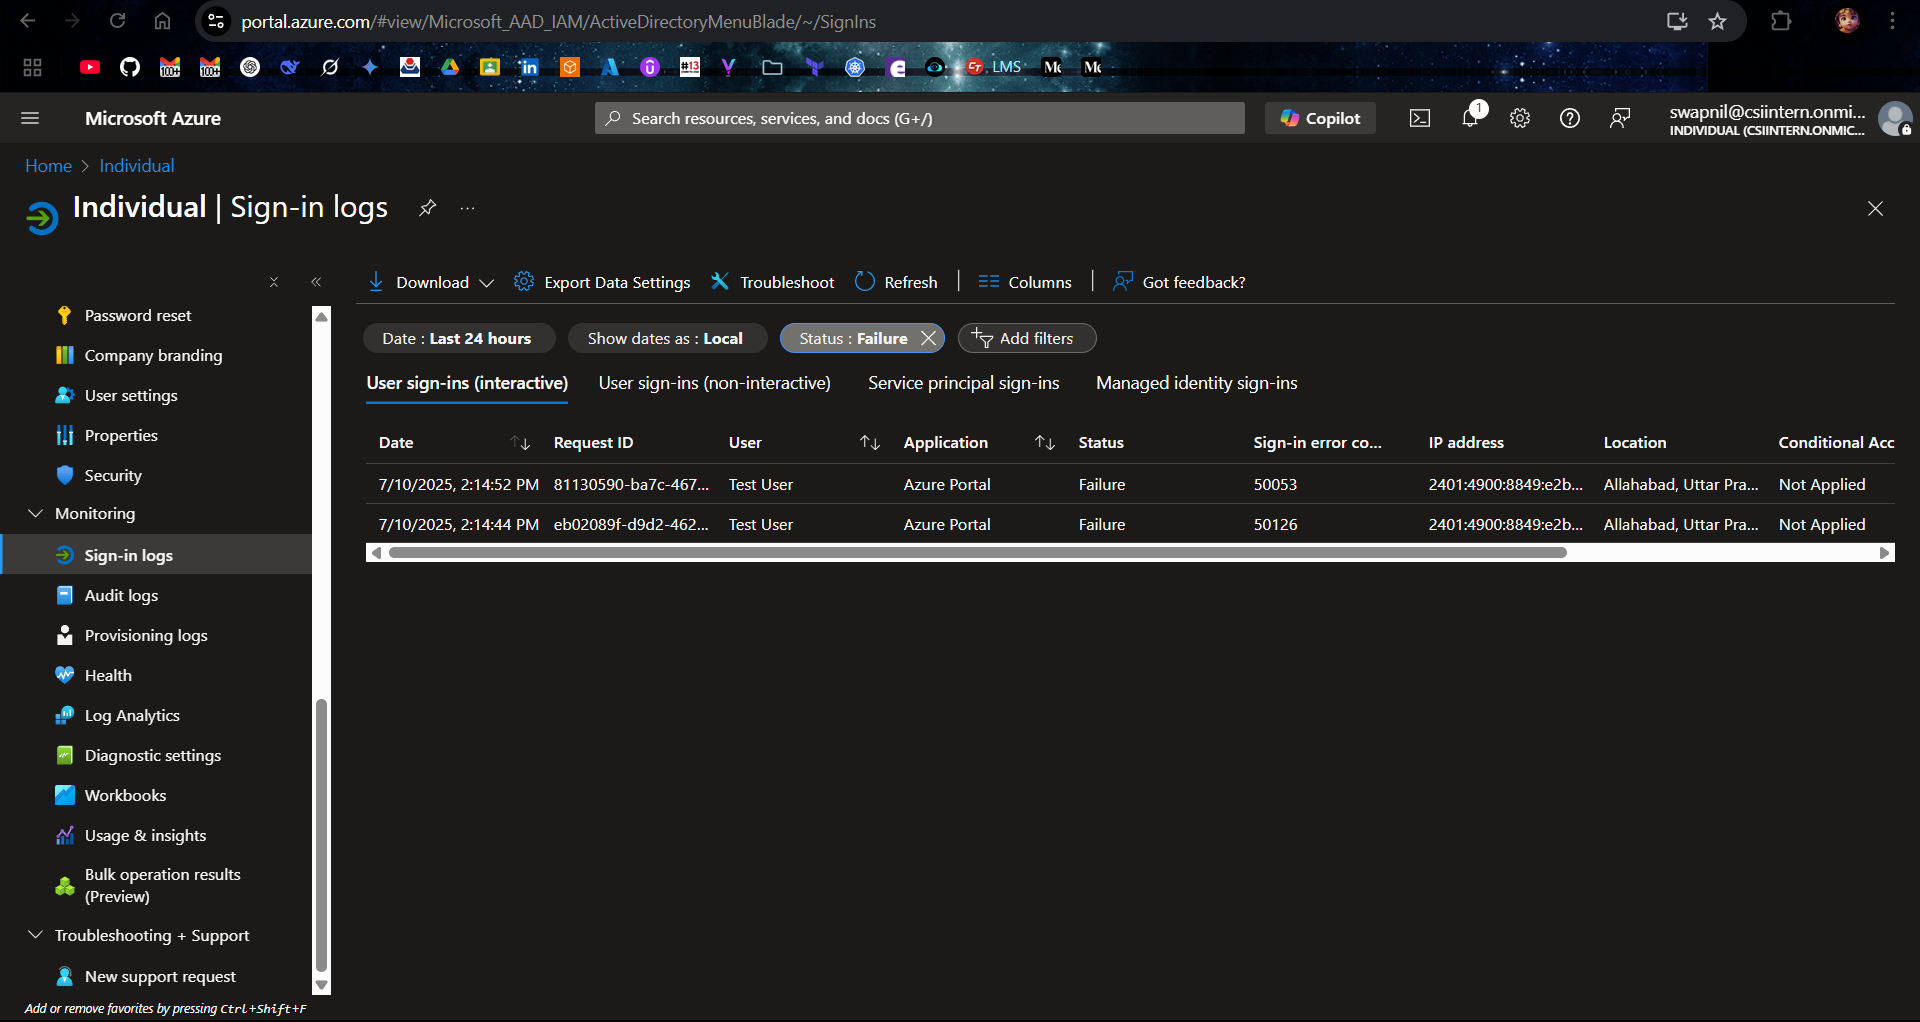 portal.azure.com/#view/Microsoft_AAD_IAM/ActiveDirectoryMenuBlade/~/SignIns
100+ 100+ in #13 LMS
Microsoft Azure
Search resources, services, and docs (G+/)
Copilot
1
swapnil@csiintern.onmi...
INDIVIDUAL (CSIINTERN.ONMIC...
Home > Individual
Individual | Sign-in logs
...
Download
Export Data Settings
Troubleshoot
Refresh
Columns
Got feedback?
Date : Last 24 hours
Show dates as : Local
Status : Failure
Add filters
User sign-ins (interactive)
User sign-ins (non-interactive)
Service principal sign-ins
Managed identity sign-ins
Date Request ID User Application Status Sign-in error co... IP address Location Conditional Acc
7/10/2025, 2:14:52 PM 81130590-ba7c-467... Test User Azure Portal Failure 50053 2401:4900:8849:e2b... Allahabad, Uttar Pra... Not Applied
7/10/2025, 2:14:44 PM eb02089f-d9d2-462... Test User Azure Portal Failure 50126 2401:4900:8849:e2b... Allahabad, Uttar Pra... Not Applied
Password reset
Company branding
User settings
Properties
Security
Monitoring
Sign-in logs
Audit logs
Provisioning logs
Health
Log Analytics
Diagnostic settings
Workbooks
Usage & insights
Bulk operation results
(Preview)
Troubleshooting + Support
New support request
Add or remove favorites by pressing Ctrl+Shift+F